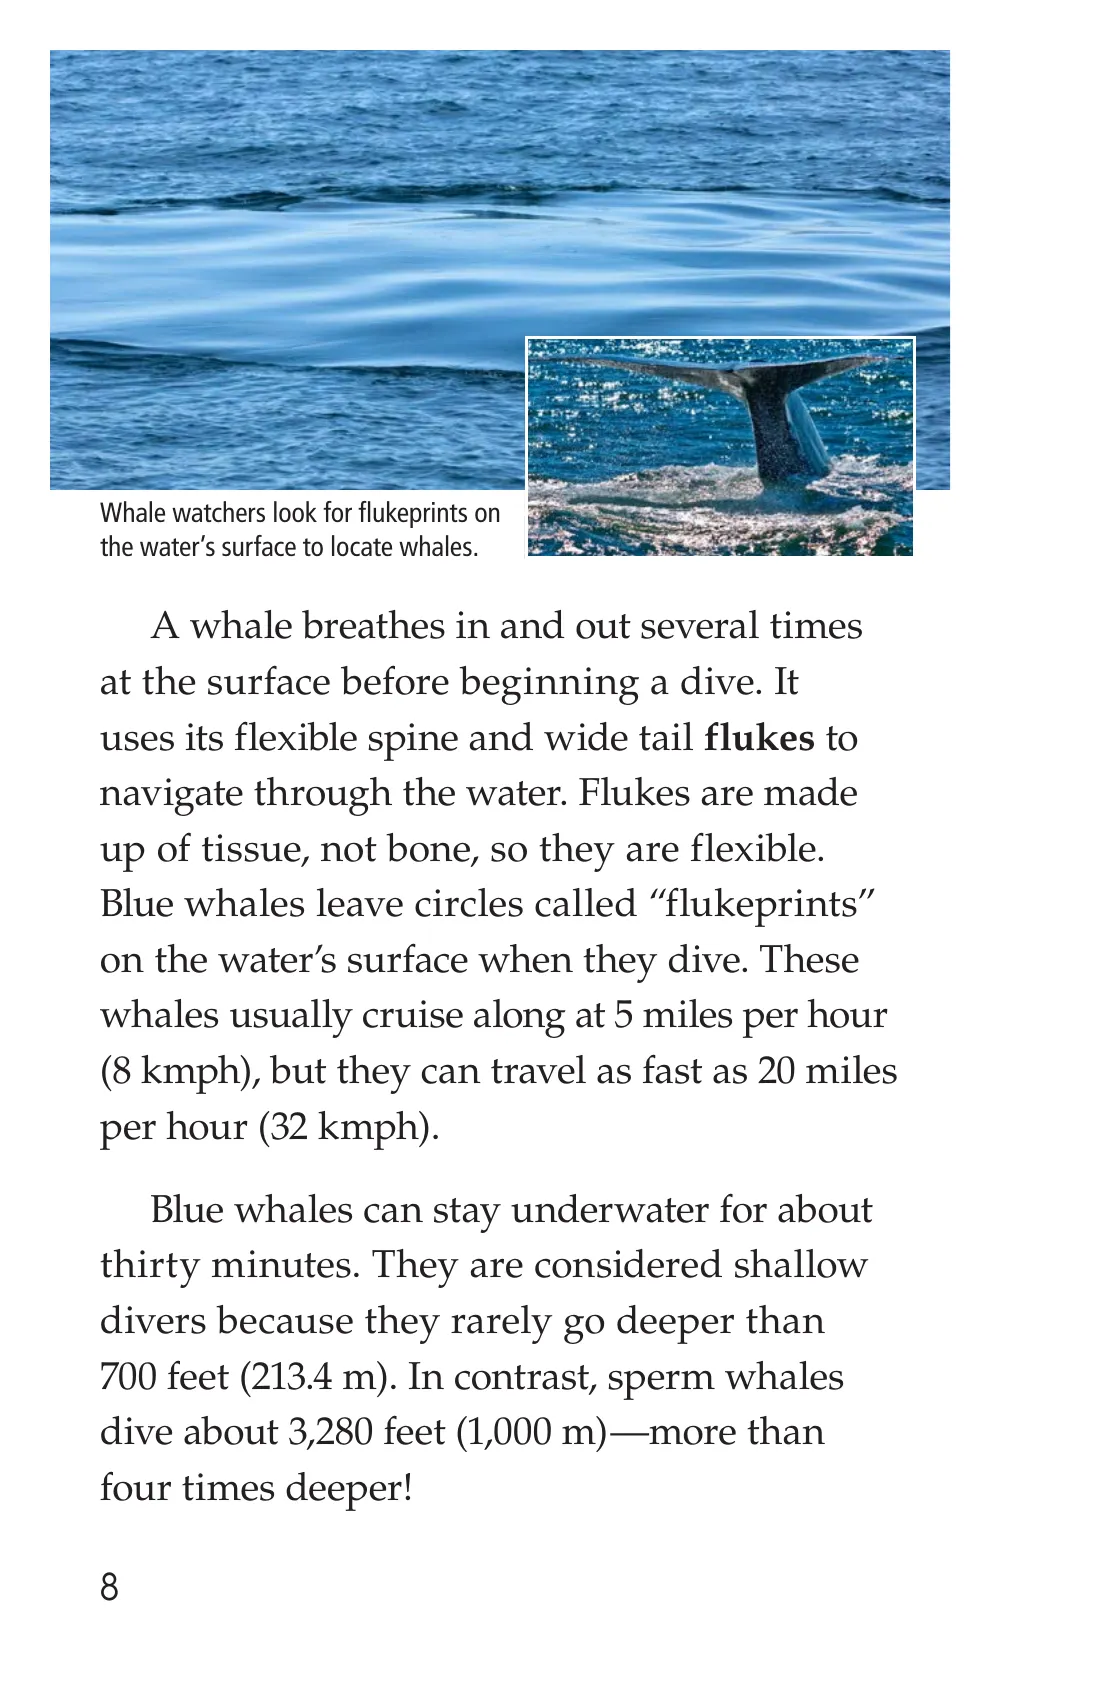 Whale watchers look for flukeprints on
the water's surface to locate whales.
A whale breathes in and out several times
at the surface before beginning a dive. It
uses its flexible spine and wide tail flukes to
navigate through the water. Flukes are made
up of tissue, not bone, so they are flexible.
Blue whales leave circles called “flukeprints”
on the water’s surface when they dive. These
whales usually cruise along at 5 miles per hour
(8 kmph), but they can travel as fast as 20 miles
per hour (32 kmph).
Blue whales can stay underwater for about
thirty minutes. They are considered shallow
divers because they rarely go deeper than
700 feet (213.4 m). In contrast, sperm whales
dive about 3,280 feet (1,000 m)—more than
four times deeper!
8